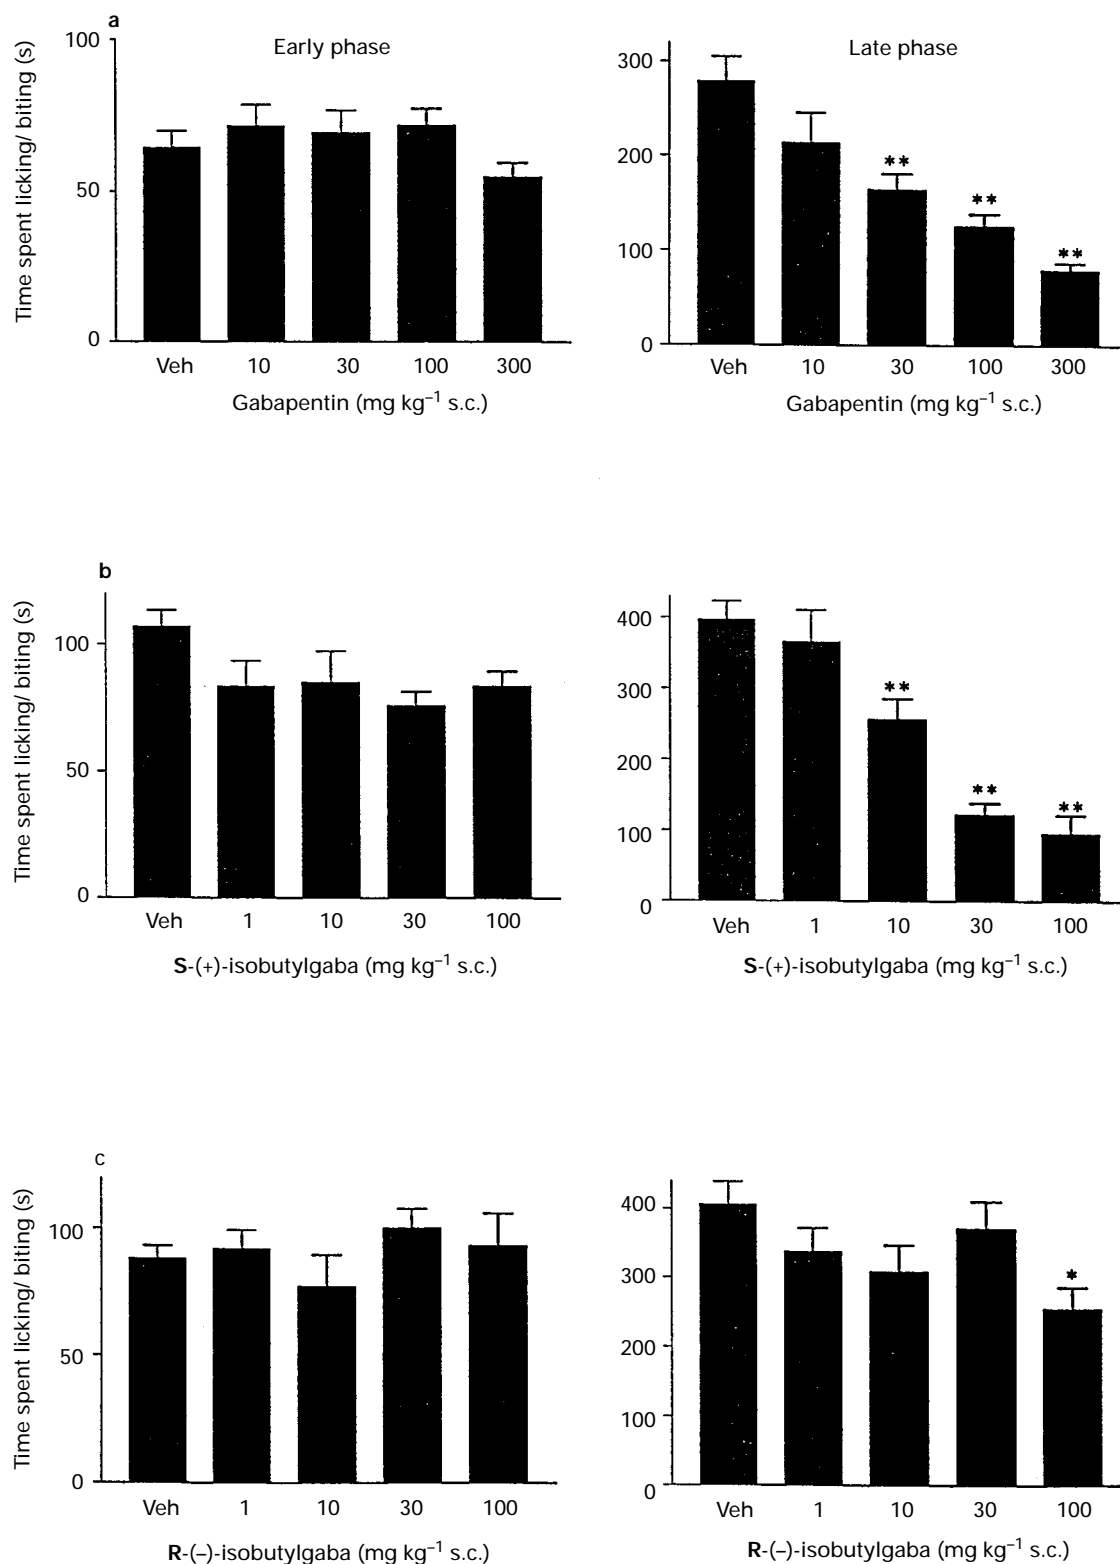 a
Early phase
Late phase
Time spent licking/ biting (s)
100
50
0
300
200
100
0
Veh 10 30 100 300
Gabapentin (mg kg⁻¹ s.c.)
** ** **
Veh 10 30 100 300
Gabapentin (mg kg⁻¹ s.c.)
b
Time spent licking/ biting (s)
100
50
0
Veh 1 10 30 100
S-(+)-isobutylgaba (mg kg⁻¹ s.c.)
400
300
200
100
0
** ** **
Veh 1 10 30 100
S-(+)-isobutylgaba (mg kg⁻¹ s.c.)
c
Time spent licking/ biting (s)
100
50
0
Veh 1 10 30 100
R-(–)-isobutylgaba (mg kg⁻¹ s.c.)
400
300
200
100
0
*
Veh 1 10 30 100
R-(–)-isobutylgaba (mg kg⁻¹ s.c.)